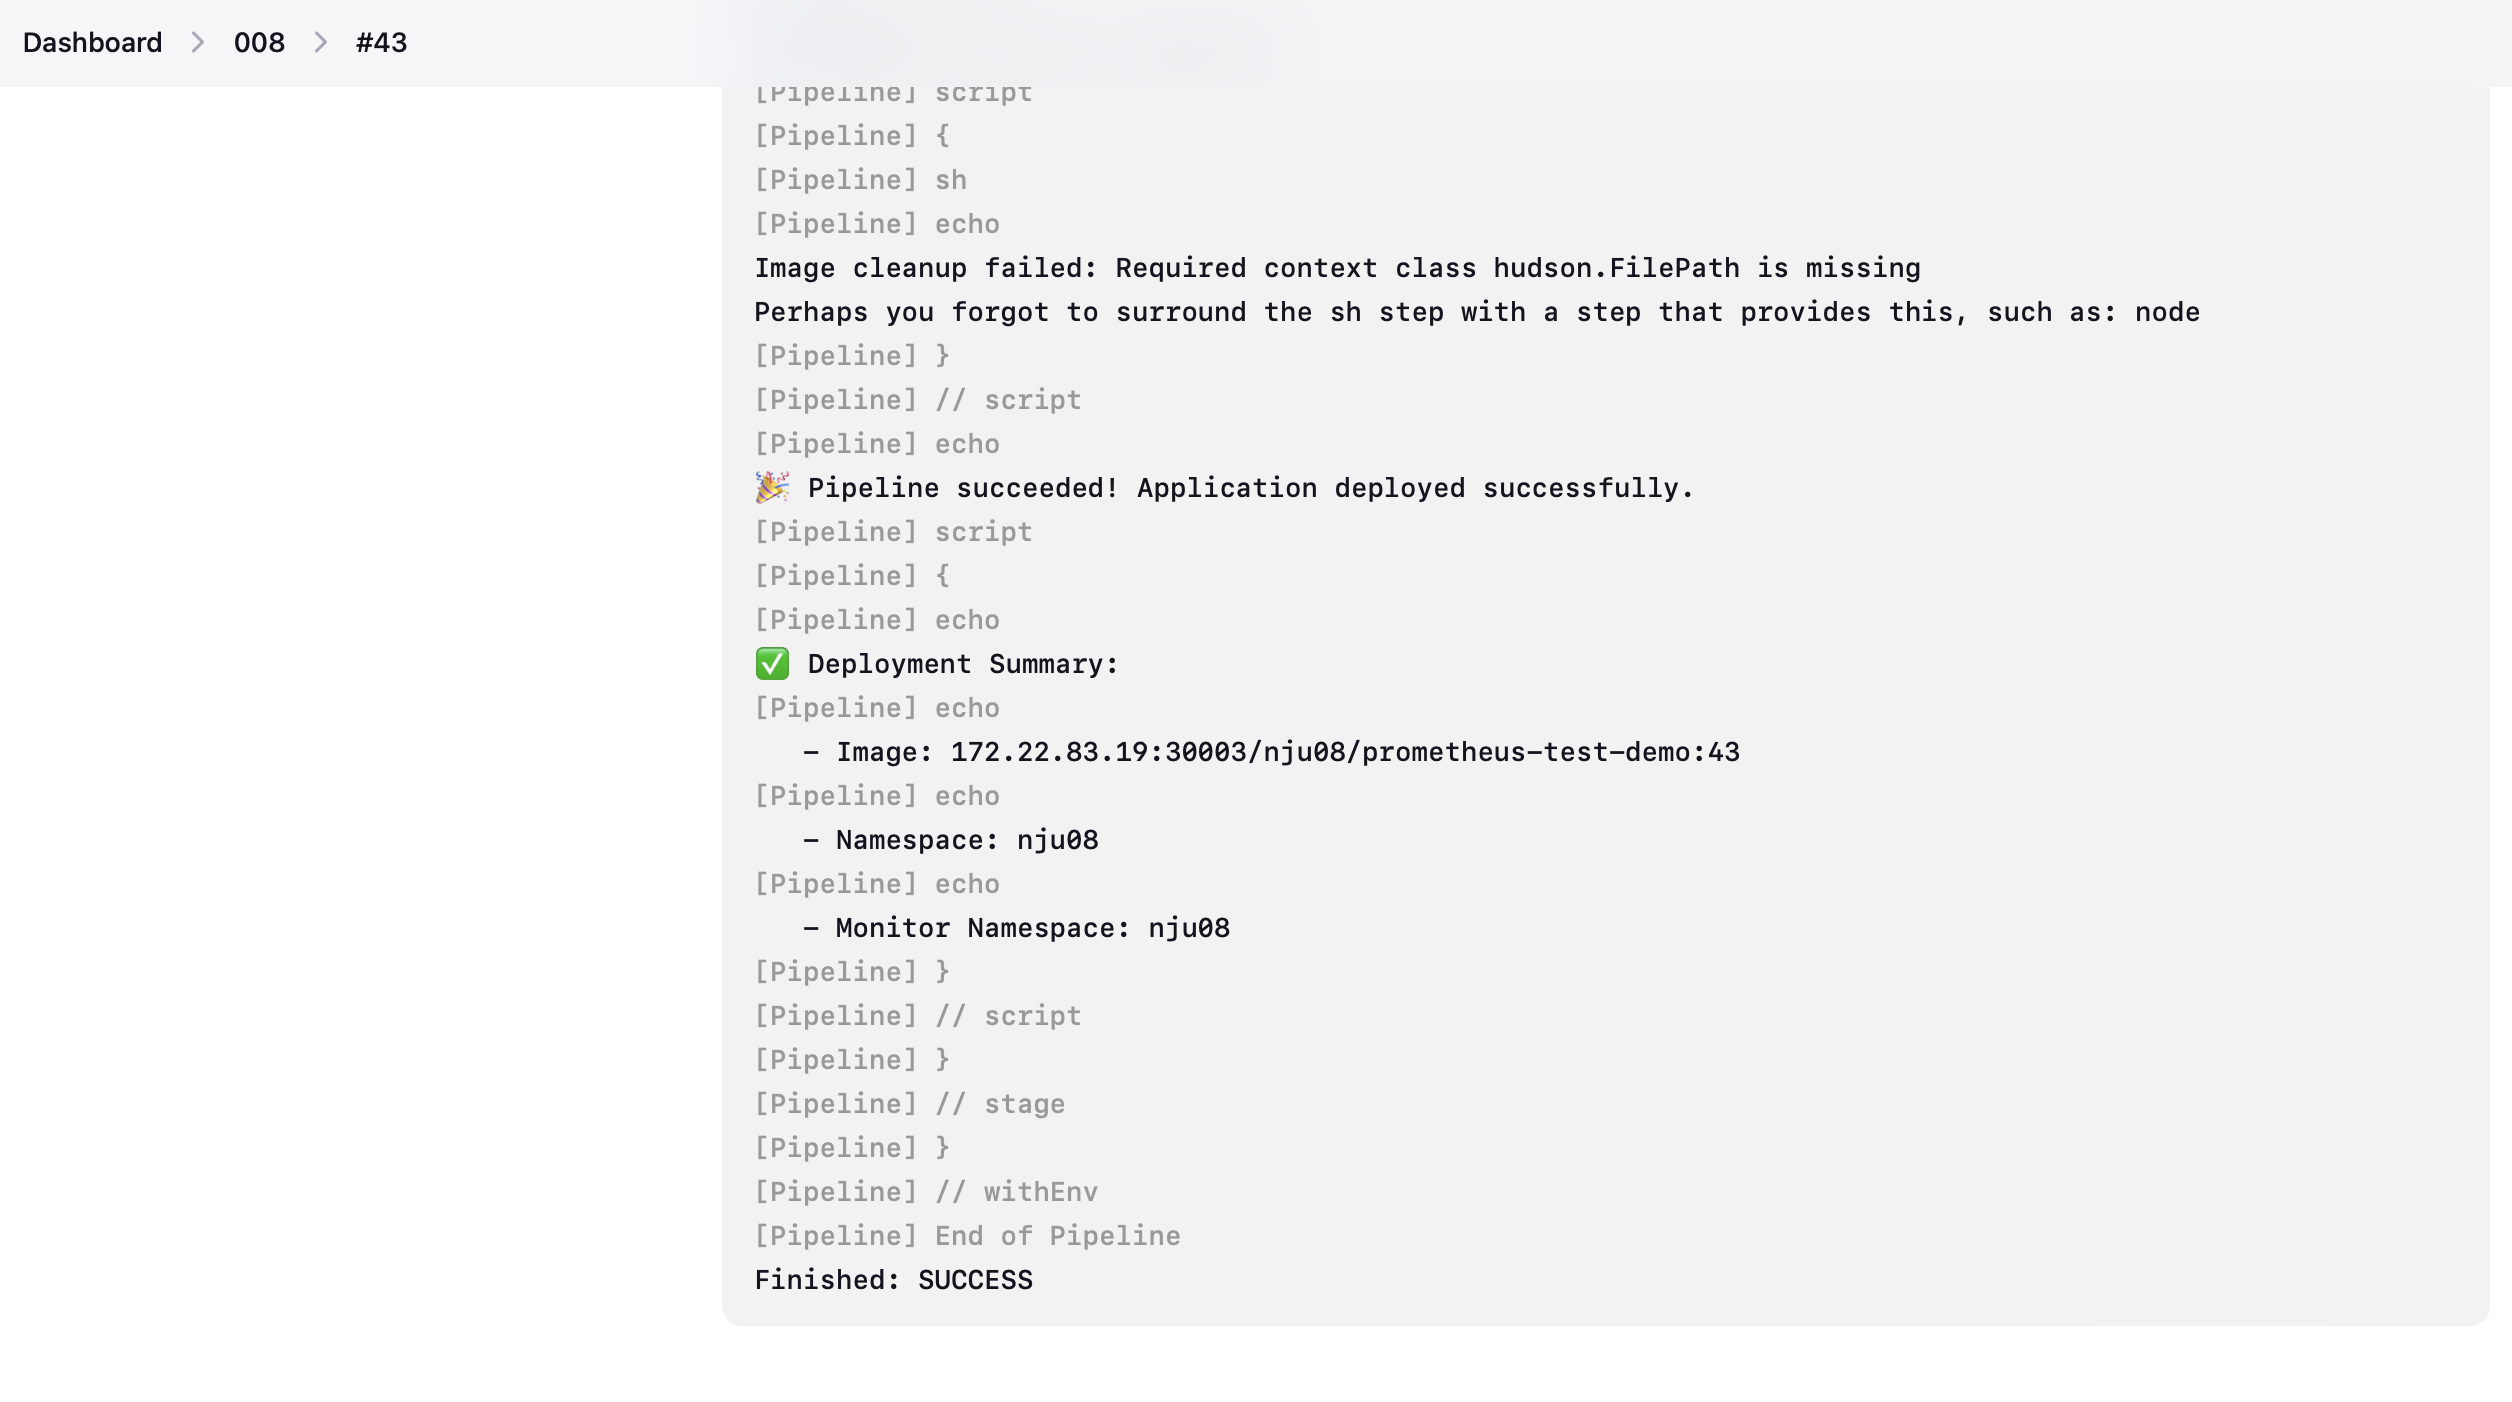 Dashboard > 008 > #43
[Pipeline] script
[Pipeline] {
[Pipeline] sh
[Pipeline] echo
Image cleanup failed: Required context class hudson.FilePath is missing
Perhaps you forgot to surround the sh step with a step that provides this, such as: node
[Pipeline] }
[Pipeline] // script
[Pipeline] echo
🎉 Pipeline succeeded! Application deployed successfully.
[Pipeline] script
[Pipeline] {
[Pipeline] echo
✅ Deployment Summary:
[Pipeline] echo
   - Image: 172.22.83.19:30003/nju08/prometheus-test-demo:43
[Pipeline] echo
   - Namespace: nju08
[Pipeline] echo
   - Monitor Namespace: nju08
[Pipeline] }
[Pipeline] // script
[Pipeline] }
[Pipeline] // stage
[Pipeline] }
[Pipeline] // withEnv
[Pipeline] End of Pipeline
Finished: SUCCESS